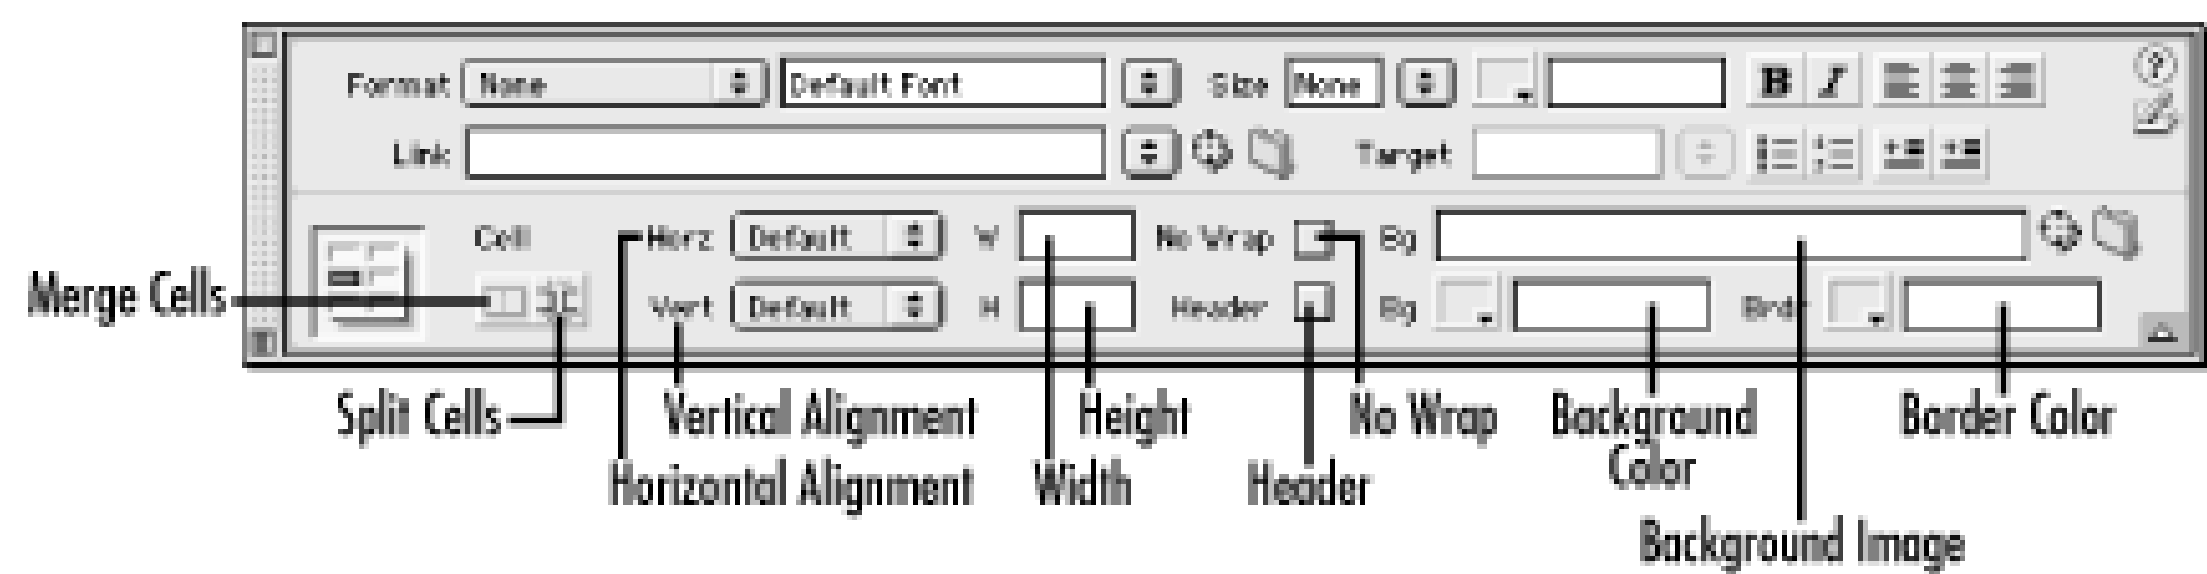 Format None Default Font Size None B I ?
Link Target
Cell Horz Default W No Wrap Bg
Merge Cells Vert Default H Header Bg Brdr
Split Cells Vertical Alignment Height No Wrap Background Color Border Color
Horizontal Alignment Width Header
Background Image